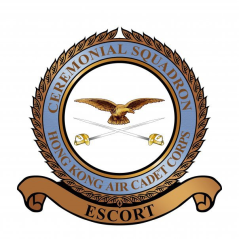 CEREMONIAL SQUADRON
HONG KONG AIR CADET CORPS
ESCORT